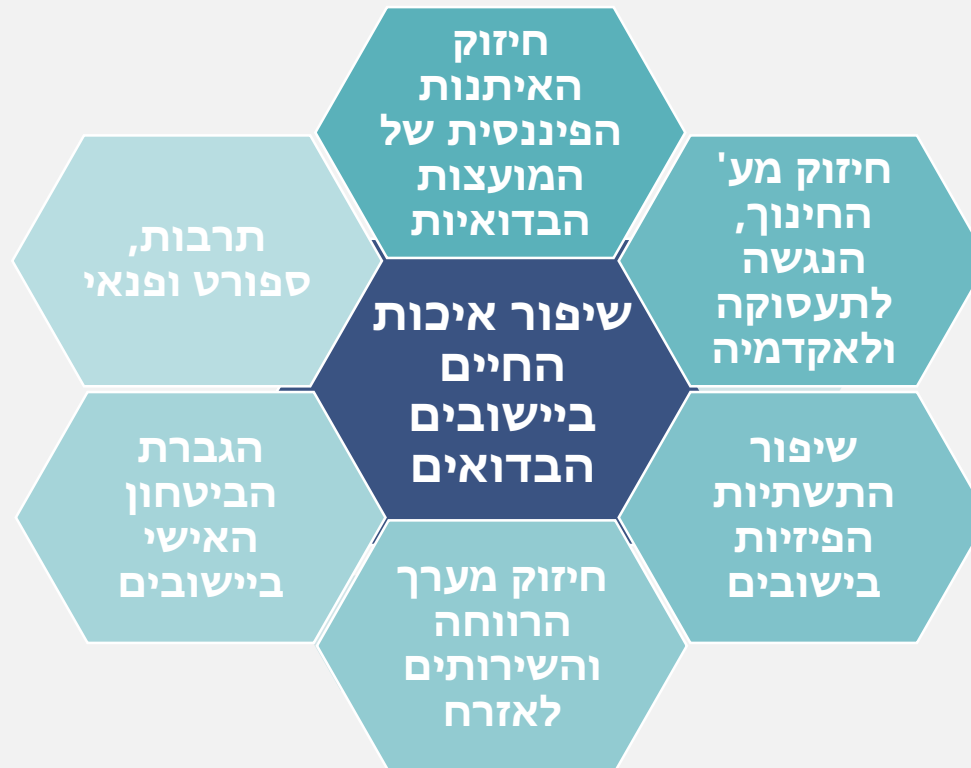 חיזוק
האיתנות
הפיננסית של
המועצות
הבדואיות
חיזוק מע'
החינוך,
הנגשה
לתעסוקה
ולאקדמיה
שיפור
התשתיות
הפיזיות
בישובים
חיזוק מערך
הרווחה
והשירותים
לאזרח
הגברת
הביטחון
האישי
ביישובים
תרבות,
ספורט ופנאי
שיפור איכות
החיים
ביישובים
הבדואים